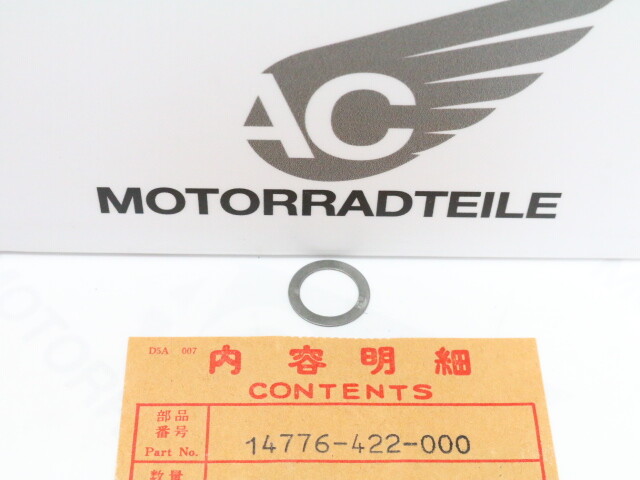 AC
MOTORRADTEILE
D5A 007
内容明細
CONTENTS
部品
番号
Part No.
14776-422-000
数量